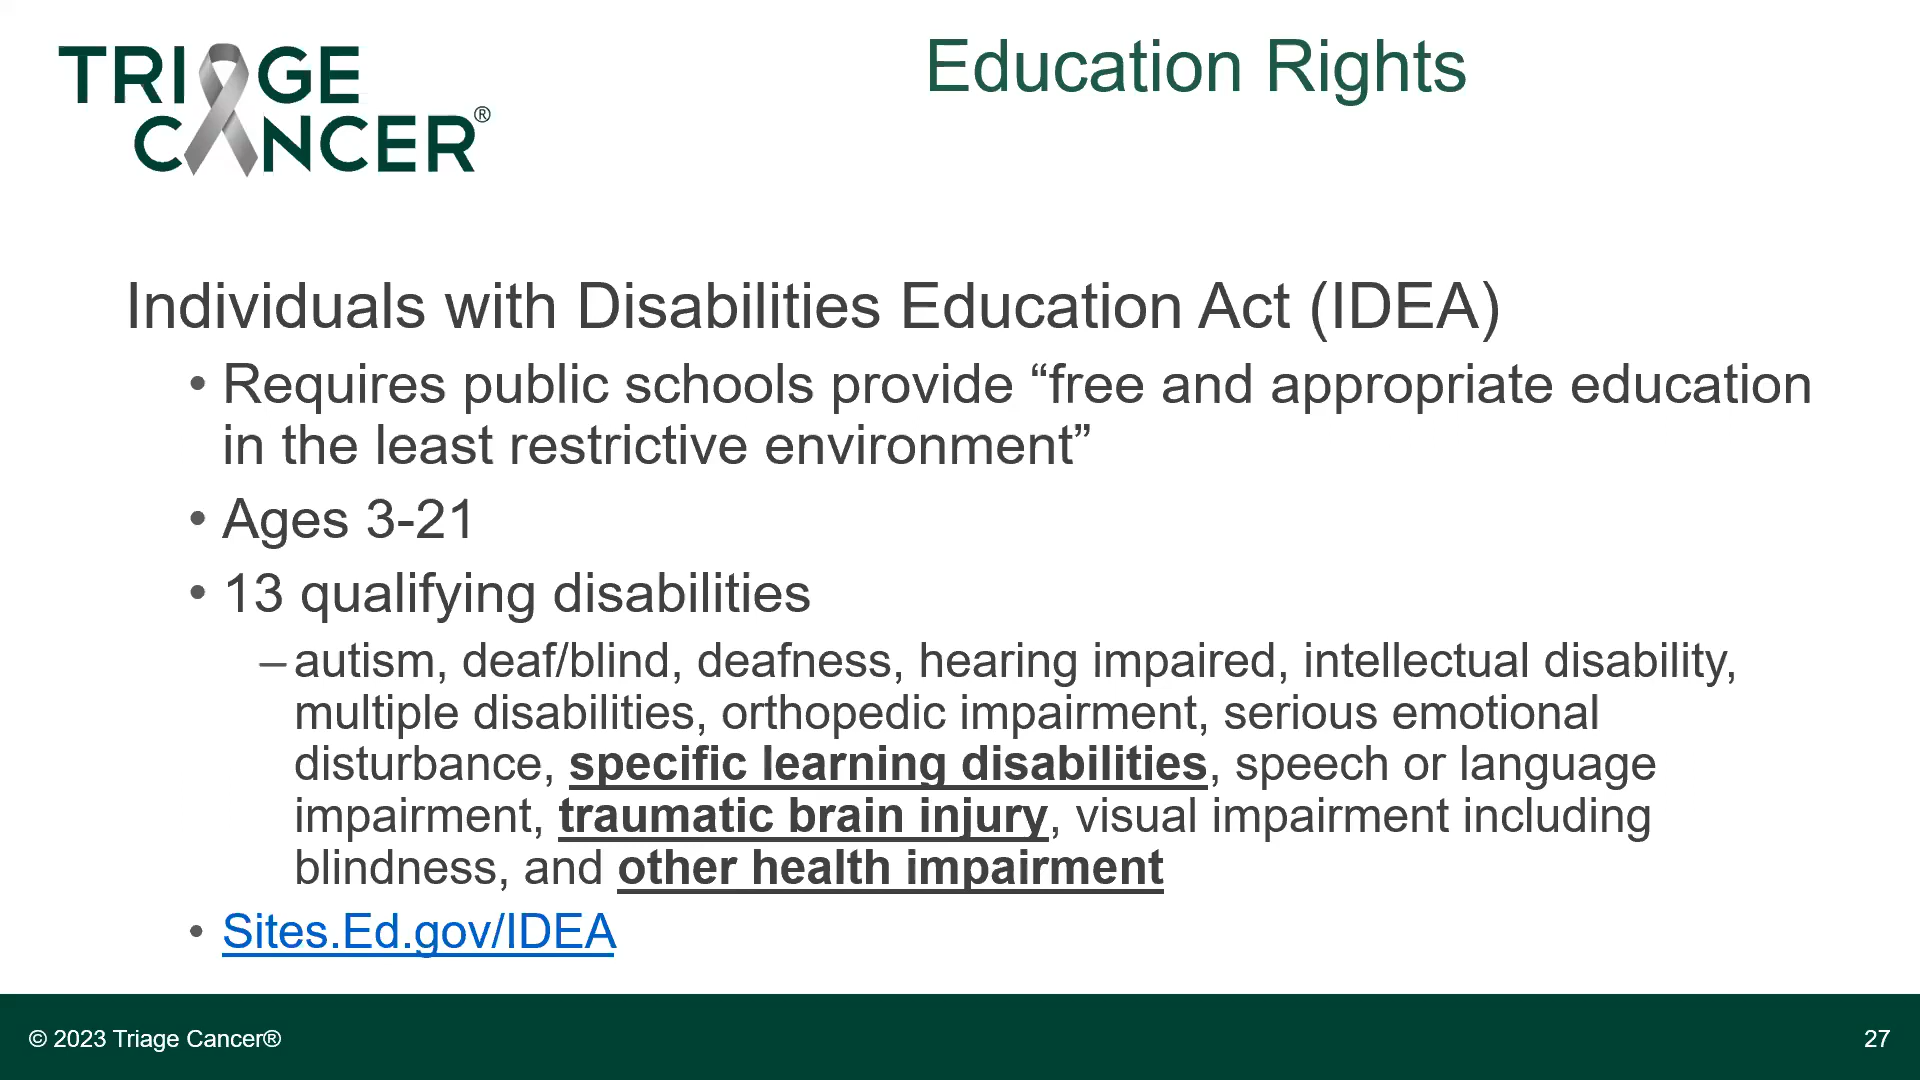 TRIAGE
CANCER®
Education Rights
Individuals with Disabilities Education Act (IDEA)
• Requires public schools provide “free and appropriate education
in the least restrictive environment”
• Ages 3-21
• 13 qualifying disabilities
– autism, deaf/blind, deafness, hearing impaired, intellectual disability,
multiple disabilities, orthopedic impairment, serious emotional
disturbance, specific learning disabilities, speech or language
impairment, traumatic brain injury, visual impairment including
blindness, and other health impairment
• Sites.Ed.gov/IDEA
© 2023 Triage Cancer®
27